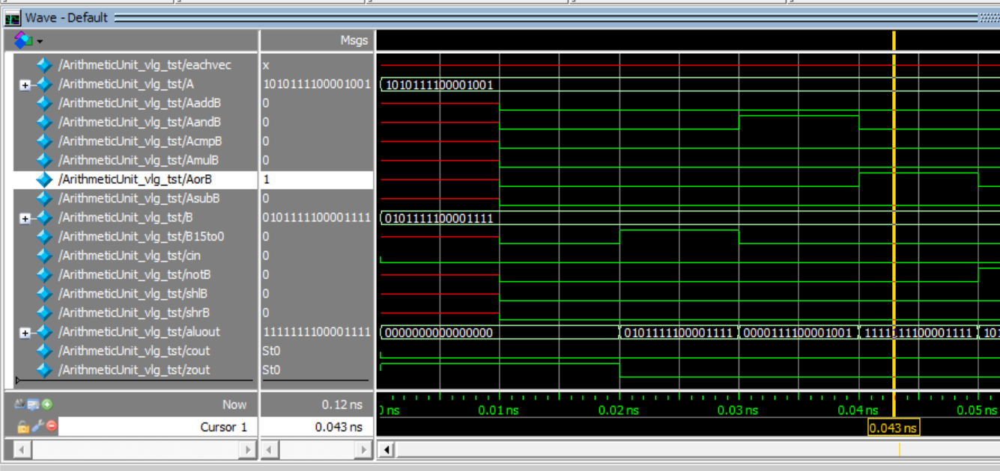 Wave - Default
Msgs
/ArithmeticUnit_vlg_tst/eachvec x
/ArithmeticUnit_vlg_tst/A 1010111100001001 1010111100001001
/ArithmeticUnit_vlg_tst/AaddB 0
/ArithmeticUnit_vlg_tst/AandB 0
/ArithmeticUnit_vlg_tst/AcmpB 0
/ArithmeticUnit_vlg_tst/AmulB 0
/ArithmeticUnit_vlg_tst/AorB 1
/ArithmeticUnit_vlg_tst/AsubB 0
/ArithmeticUnit_vlg_tst/B 0101111100001111 0101111100001111
/ArithmeticUnit_vlg_tst/B15to0 0
/ArithmeticUnit_vlg_tst/cin 0
/ArithmeticUnit_vlg_tst/notB 0
/ArithmeticUnit_vlg_tst/shlB 0
/ArithmeticUnit_vlg_tst/shrB 0
/ArithmeticUnit_vlg_tst/aluout 1111111100001111 0000000000000000 0101111100001111 0000111100001001 1111111100001111 101
/ArithmeticUnit_vlg_tst/cout St0
/ArithmeticUnit_vlg_tst/zout St0
Now 0.12 ns ns 0.01 ns 0.02 ns 0.03 ns 0.04 ns 0.05 ns
Cursor 1 0.043 ns 0.043 ns